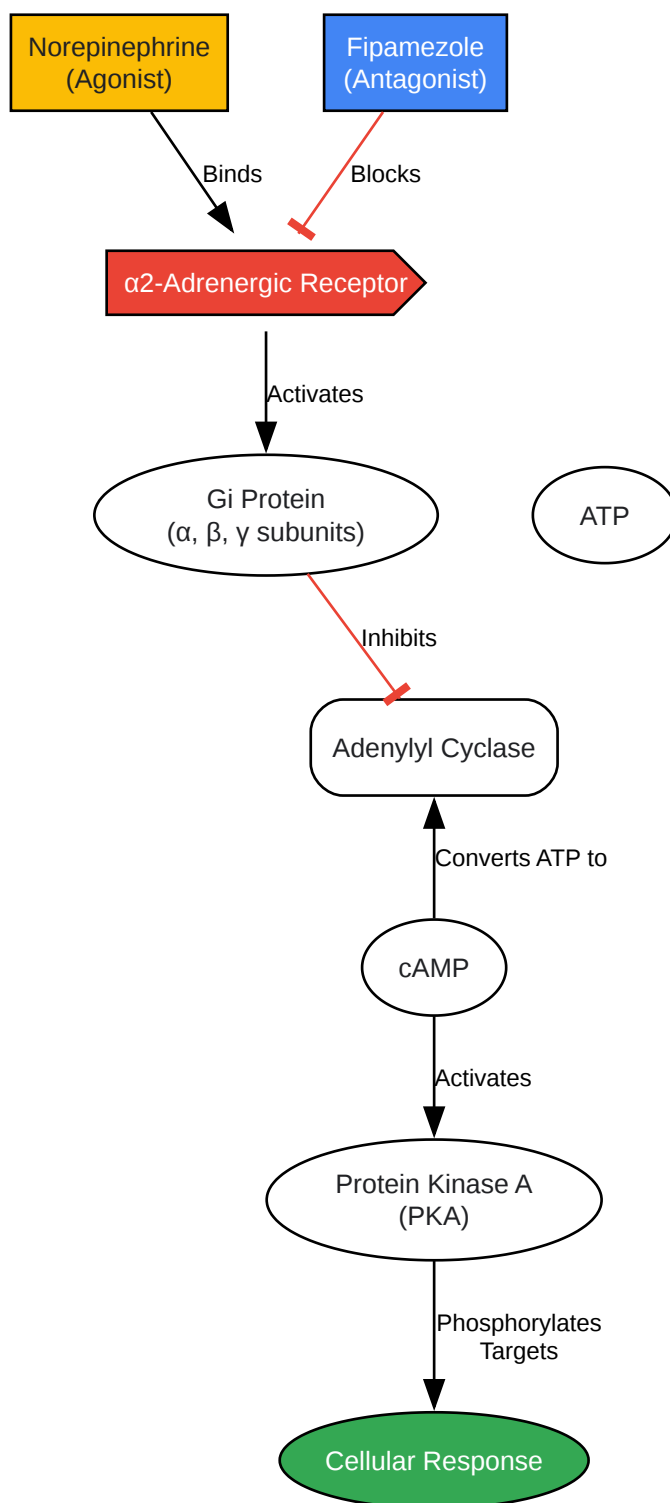 Norepinephrine
(Agonist)
Fipamezole
(Antagonist)
Binds
Blocks
α2-Adrenergic Receptor
Activates
Gi Protein
(α, β, γ subunits)
ATP
Inhibits
Adenylyl Cyclase
Converts ATP to
cAMP
Activates
Protein Kinase A
(PKA)
Phosphorylates
Targets
Cellular Response